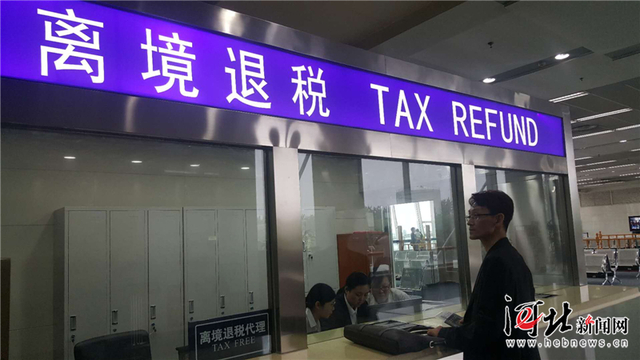 离境退税 TAX REFUND
离境退税代理
TAX FREE
河北新闻网
www.hebnews.cn